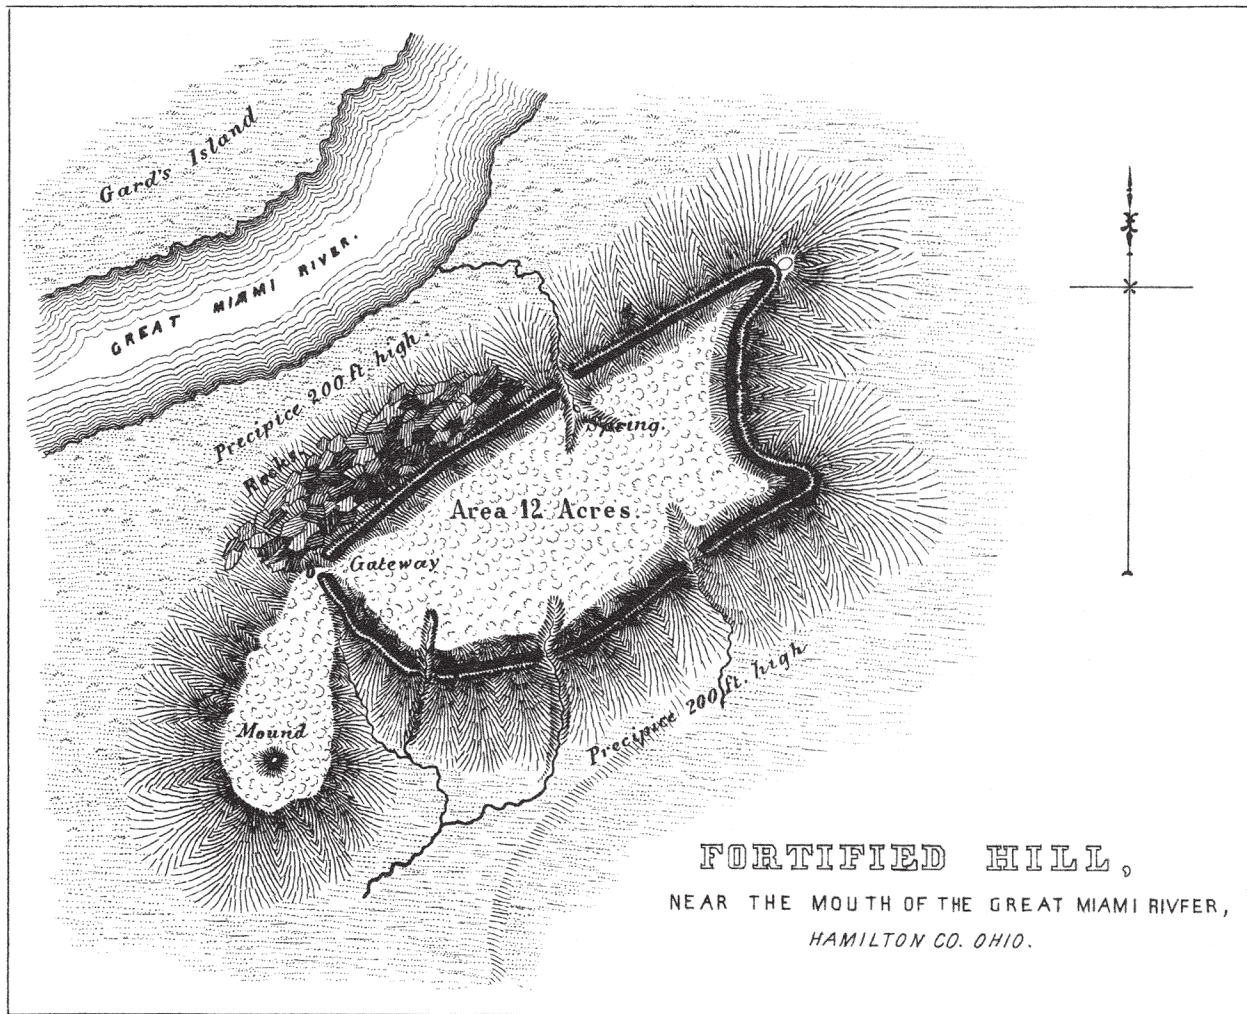 Gard's Island
GREAT MIAMI RIVER.
Precipice 200 ft. high.
Rocks,
Spring.
Area 12 Acres.
Gateway
Mound
Precipice 200 ft. high
FORTIFIED HILL,
NEAR THE MOUTH OF THE GREAT MIAMI RIVFER,
HAMILTON CO. OHIO.